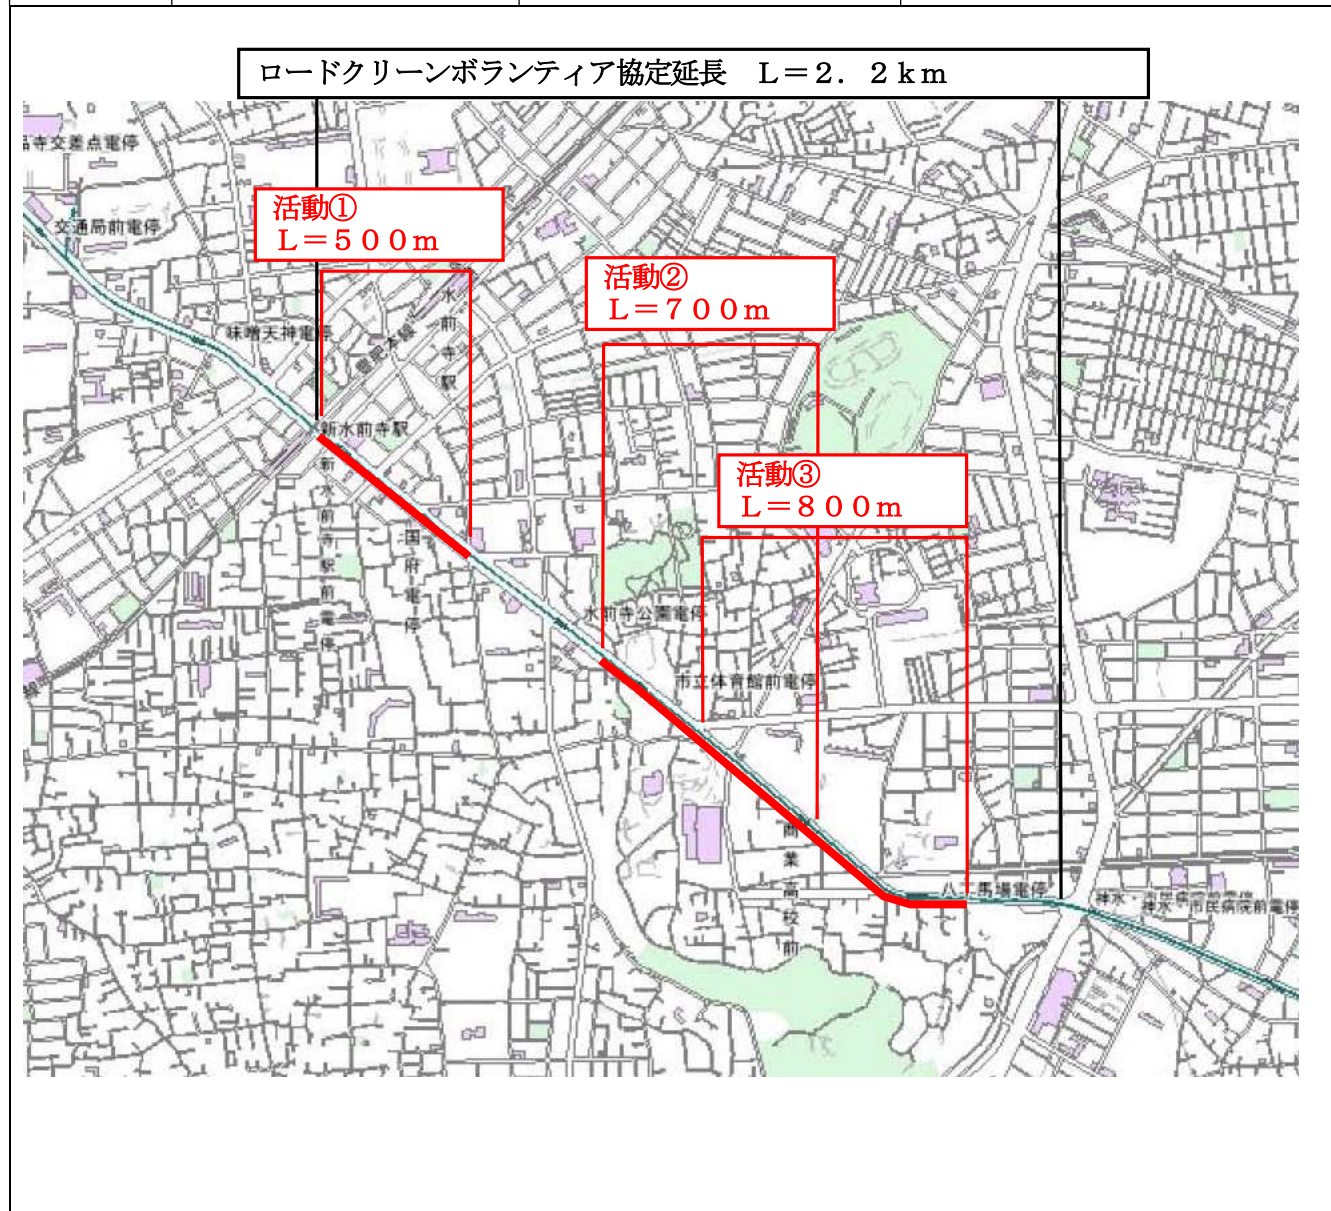 ロードクリーンボランティア協定延長　Ｌ＝２．２ｋｍ
交通局前電停
活動①
Ｌ＝５００ｍ
活動②
Ｌ＝７００ｍ
味噌天神電停
豊肥本線
水前寺駅
新水前寺駅
新水前寺駅前電停
国府電停
活動③
Ｌ＝８００ｍ
水前寺公園電停
市立体育館前電停
商業高校前
八丁馬場電停
神水・市民病院前電停